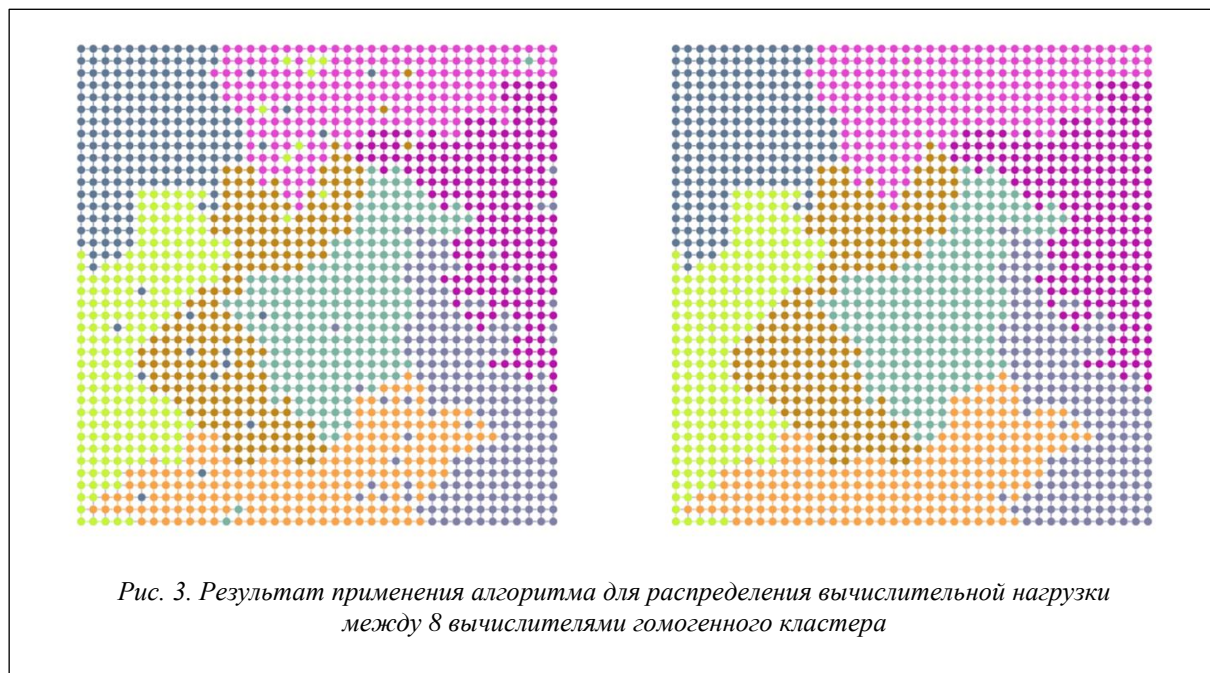 Рис. 3. Результат применения алгоритма для распределения вычислительной нагрузки
между 8 вычислителями гомогенного кластера